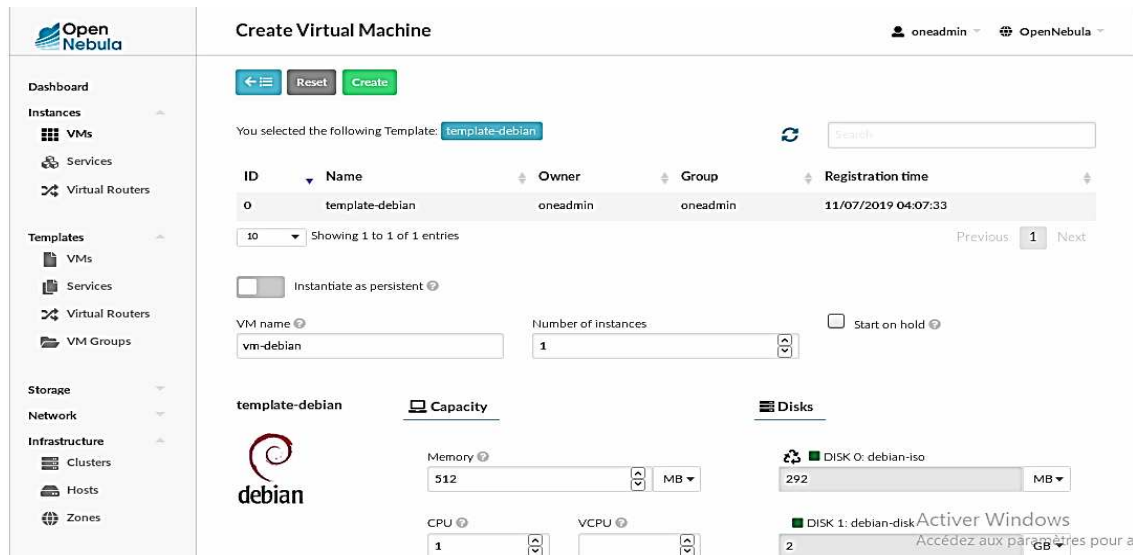 Open
Nebula
Create Virtual Machine
oneadmin
OpenNebula
Dashboard
Instances
VMs
Services
Virtual Routers
Templates
VMs
Services
Virtual Routers
VM Groups
Storage
Network
Infrastructure
Clusters
Hosts
Zones
Reset Create
You selected the following Template: template-debian
Search
ID Name Owner Group Registration time
0 template-debian oneadmin oneadmin 11/07/2019 04:07:33
10 Showing 1 to 1 of 1 entries
Previous 1 Next
Instantiate as persistent
VM name
vm-debian
Number of instances
1
Start on hold
template-debian
debian
Capacity
Memory
512 MB
CPU
1
VCPU
Disks
DISK 0: debian-iso
292 MB
DISK 1: debian-disk
2 GB
Activer Windows
Accédez aux paramètres pour a